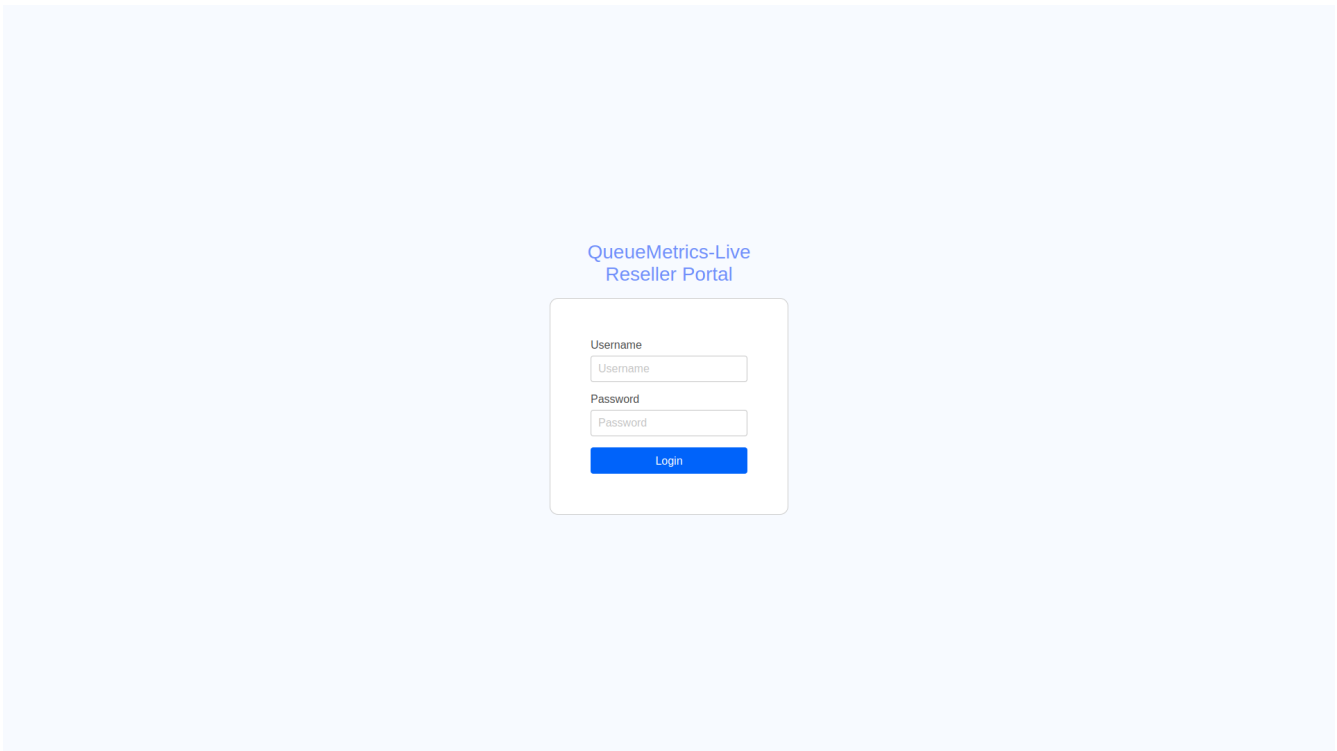 QueueMetrics-Live
Reseller Portal
Username
Username
Password
Password
Login